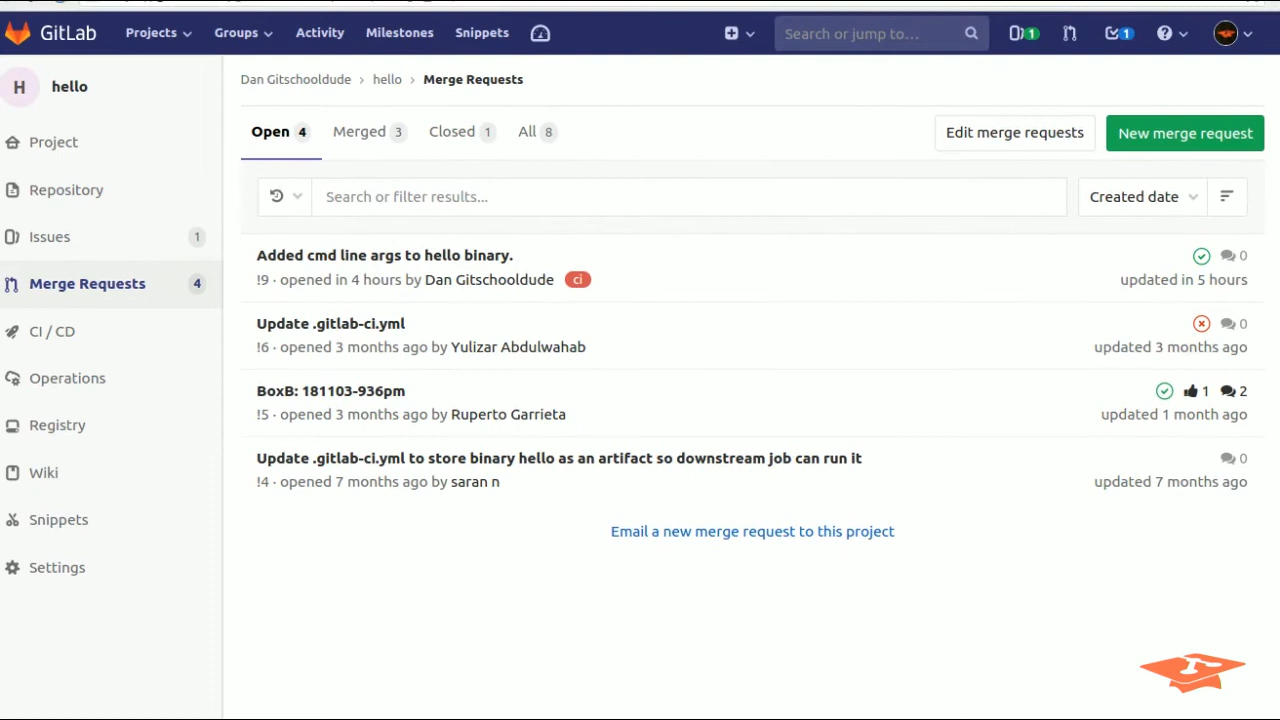 GitLab Projects Groups Activity Milestones Snippets Search or jump to... 1 1
H hello
Project
Repository
Issues 1
Merge Requests 4
CI / CD
Operations
Registry
Wiki
Snippets
Settings
Dan Gitschooldude › hello › Merge Requests
Open 4 Merged 3 Closed 1 All 8 Edit merge requests New merge request
Search or filter results... Created date
Added cmd line args to hello binary. 0
!9 · opened in 4 hours by Dan Gitschooldude ci updated in 5 hours
Update .gitlab-ci.yml 0
!6 · opened 3 months ago by Yulizar Abdulwahab updated 3 months ago
BoxB: 181103-936pm 1 2
!5 · opened 3 months ago by Ruperto Garrieta updated 1 month ago
Update .gitlab-ci.yml to store binary hello as an artifact so downstream job can run it 0
!4 · opened 7 months ago by saran n updated 7 months ago
Email a new merge request to this project